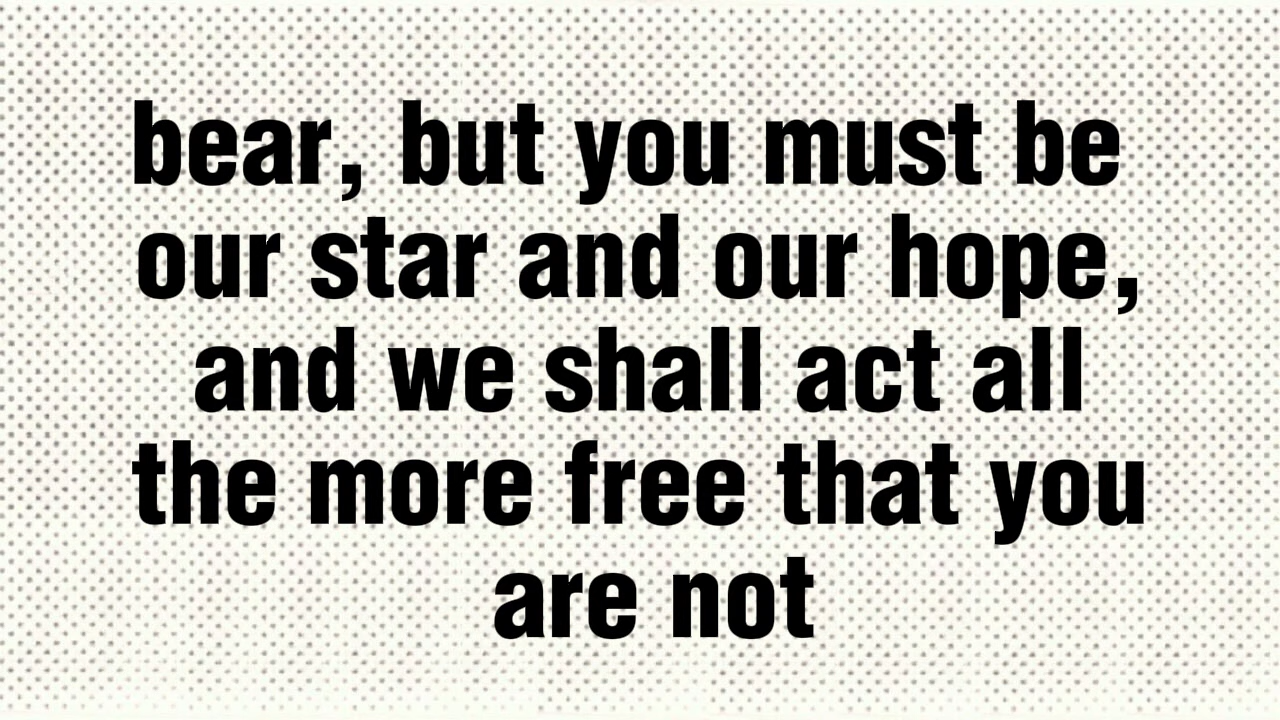 bear, but you must be
our star and our hope,
and we shall act all
the more free that you
are not